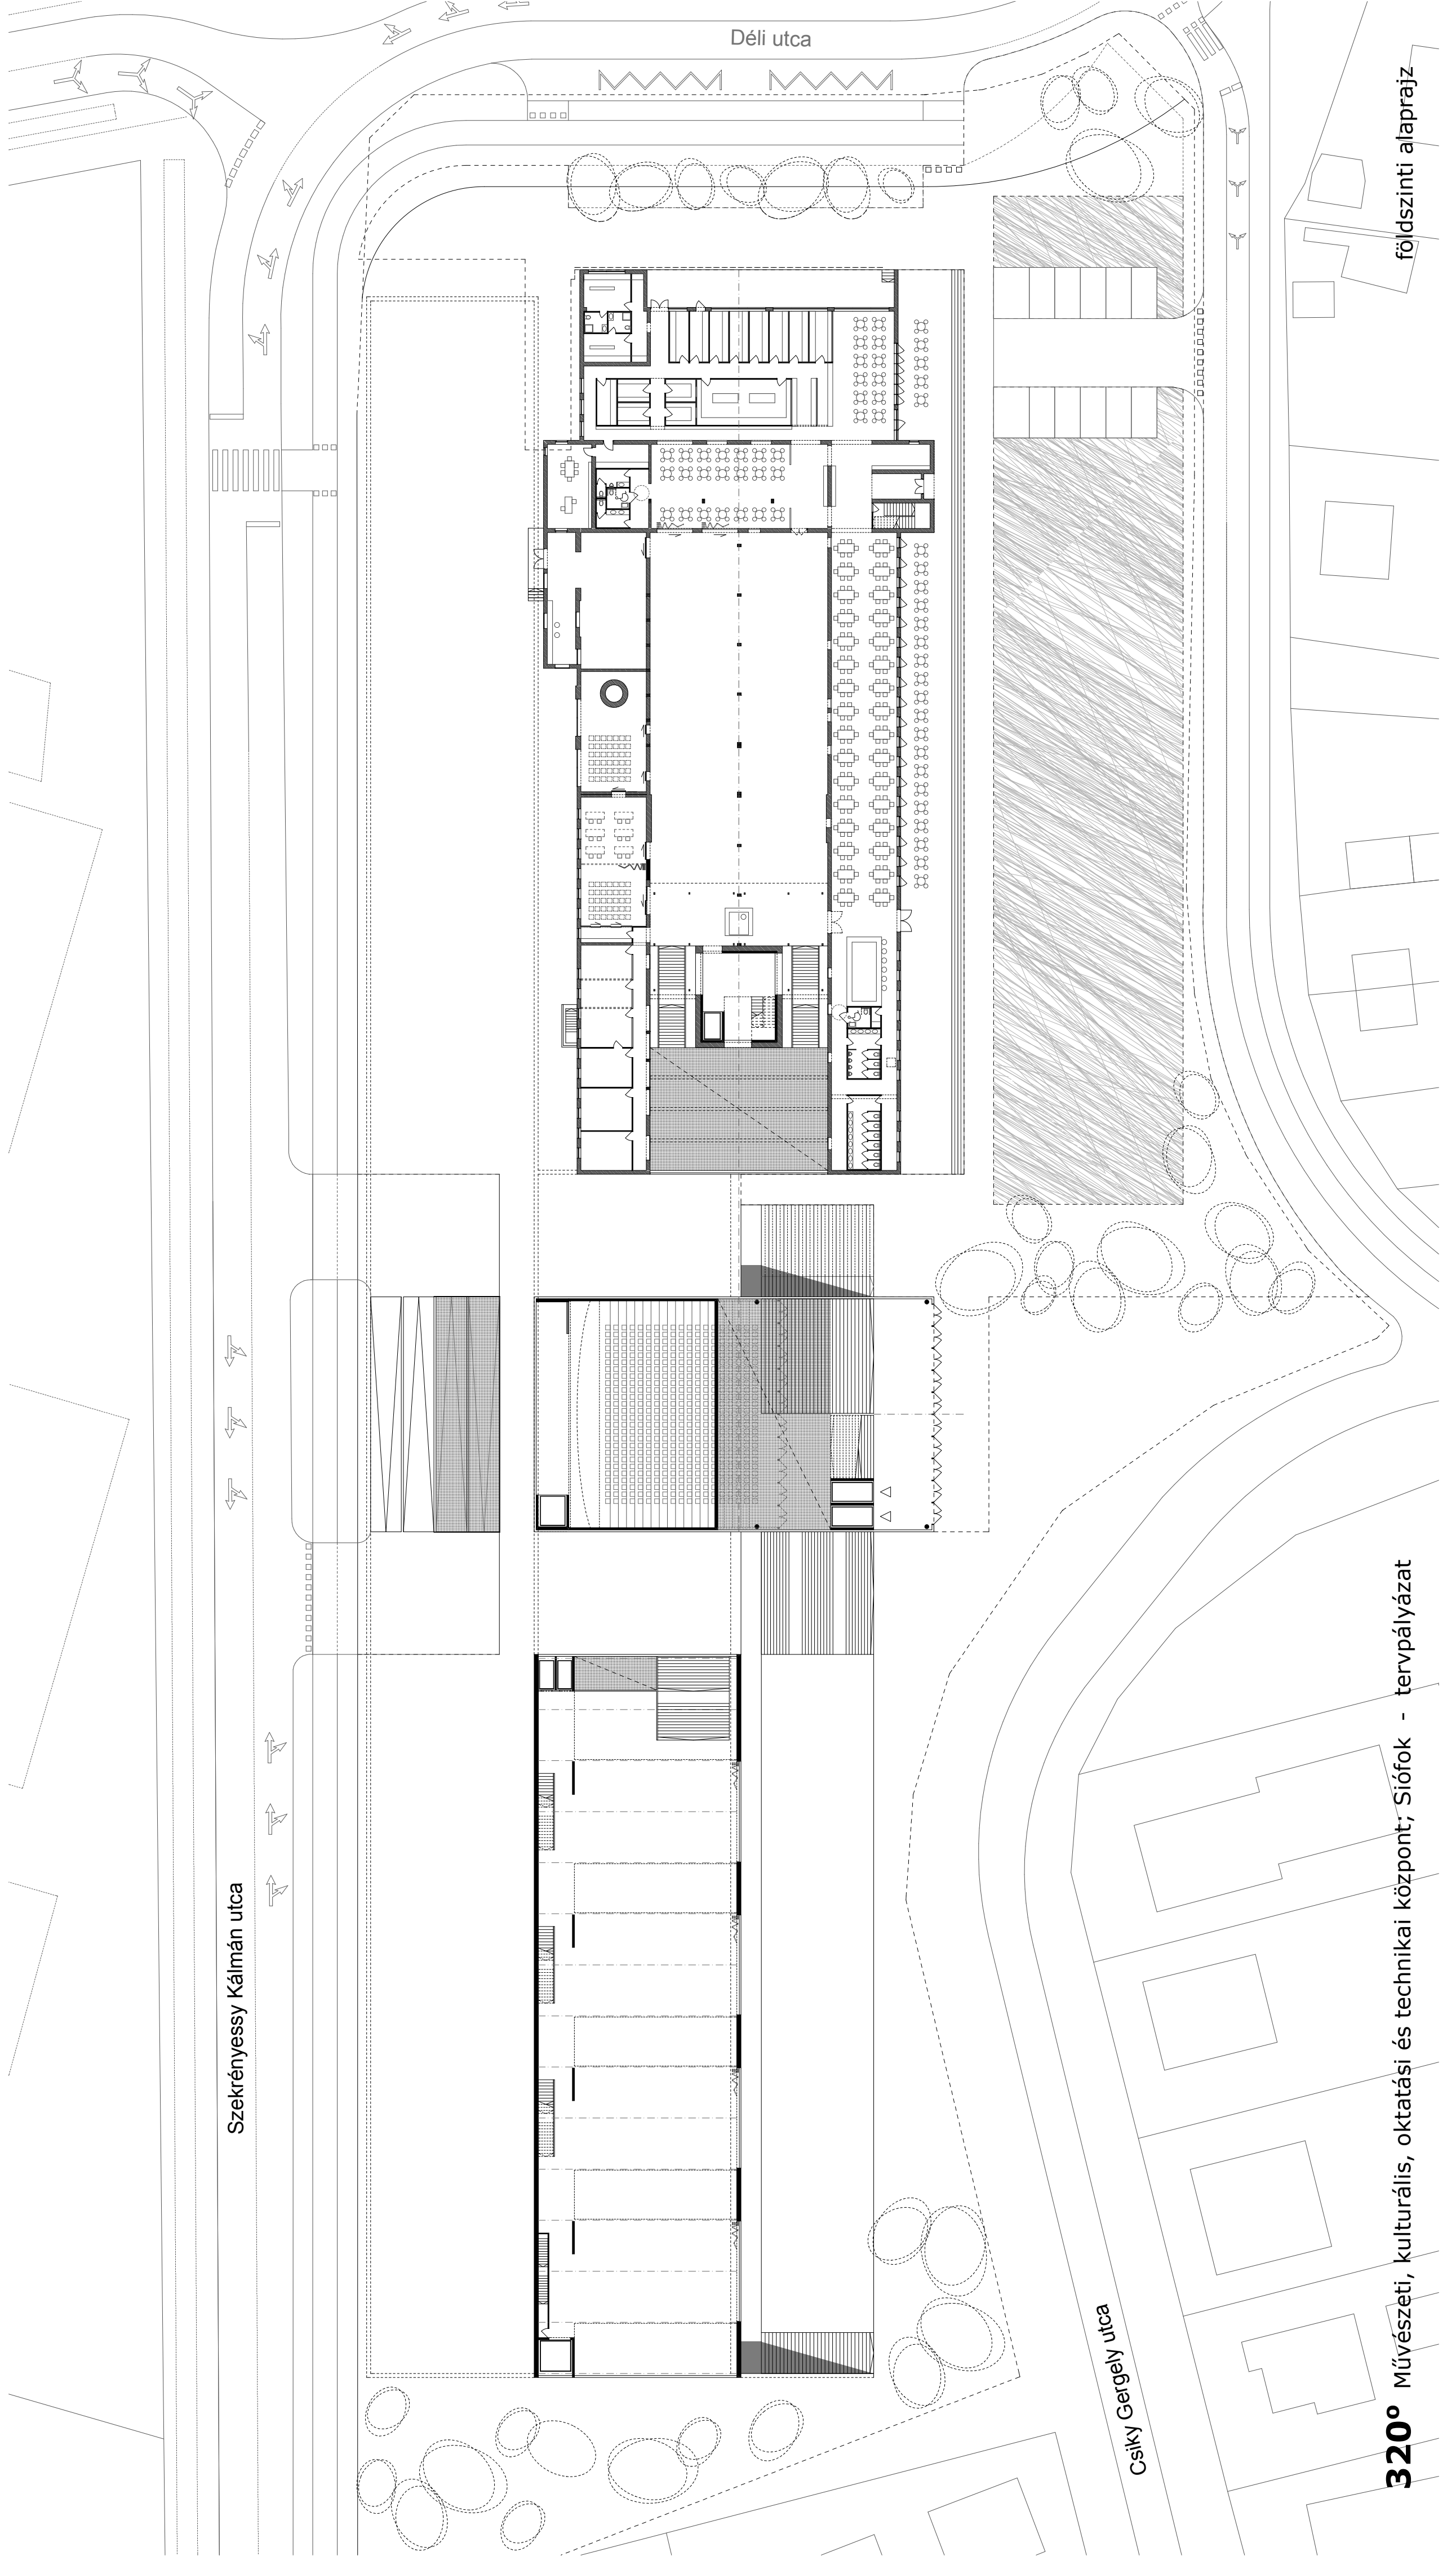 Déli utca
földszinti alaprajz
Szekrényessy Kálmán utca
Csiky Gergely utca
320° Művészeti, kulturális, oktatási és technikai központ; Siófok - tervpályázat